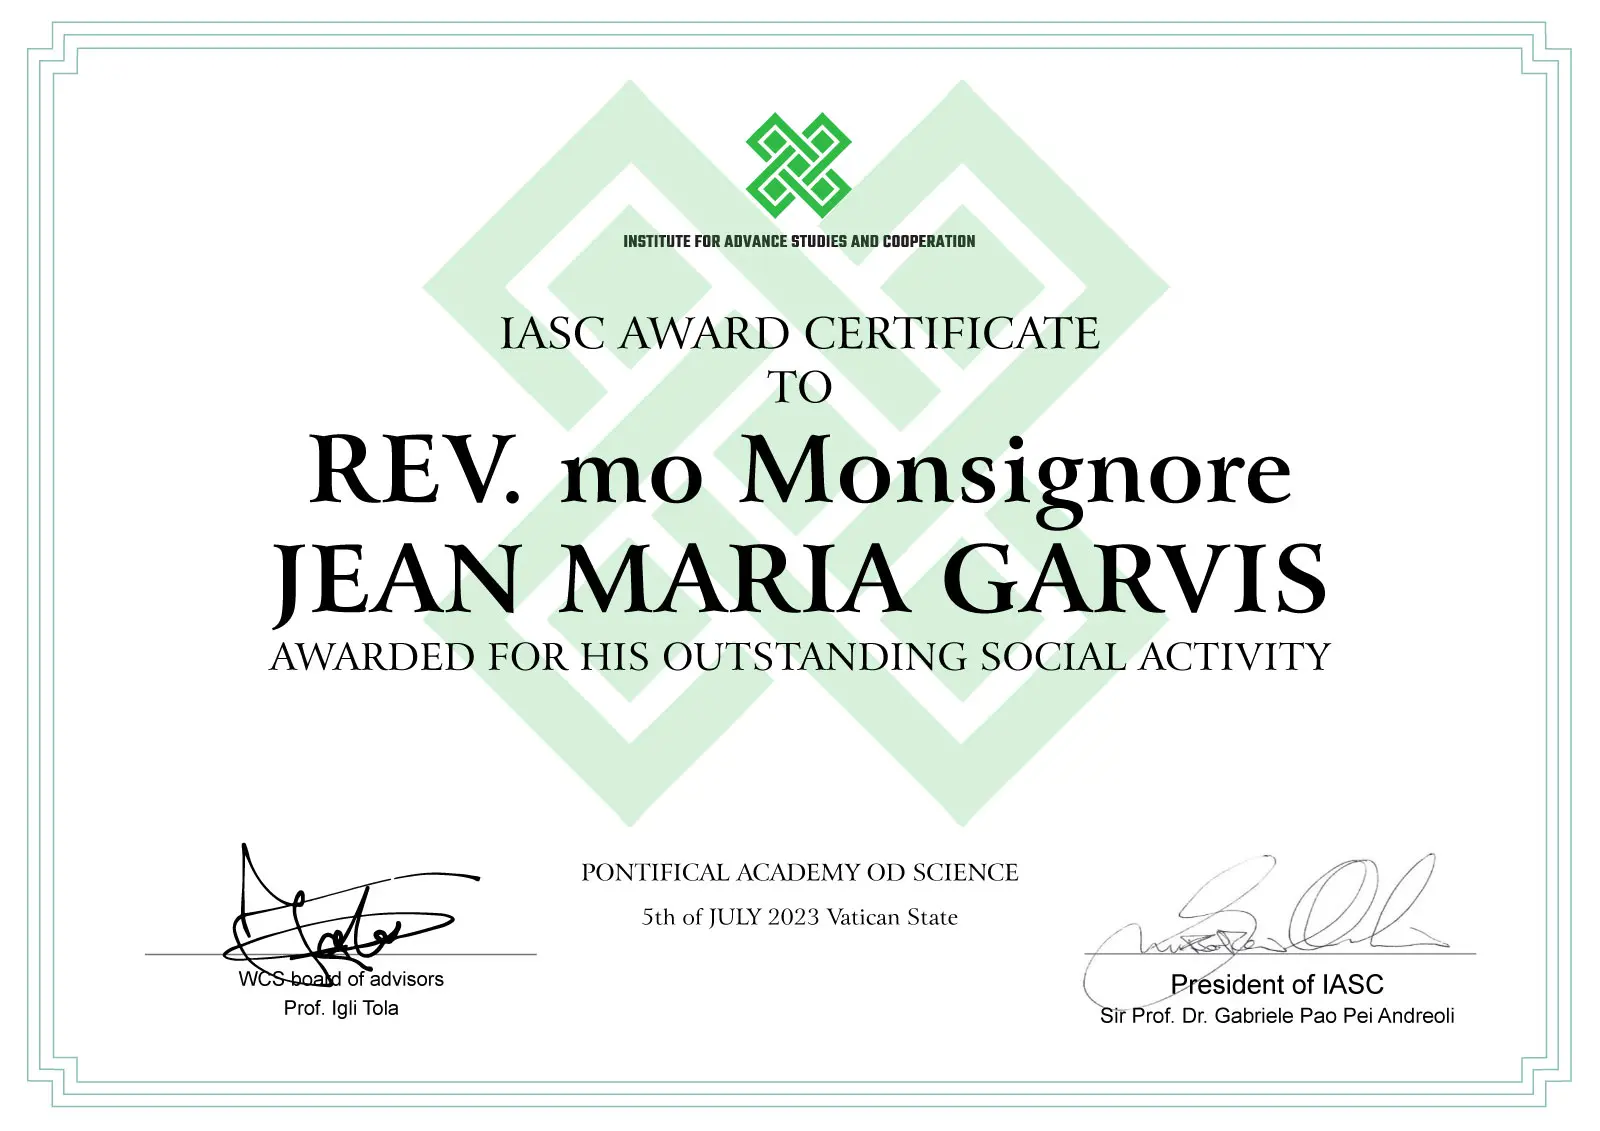 INSTITUTE FOR ADVANCE STUDIES AND COOPERATION
IASC AWARD CERTIFICATE
TO
REV. mo Monsignore
JEAN MARIA GARVIS
AWARDED FOR HIS OUTSTANDING SOCIAL ACTIVITY
PONTIFICAL ACADEMY OD SCIENCE
5th of JULY 2023 Vatican State
WCS board of advisors
Prof. Igli Tola
President of IASC
Sir Prof. Dr. Gabriele Pao Pei Andreoli